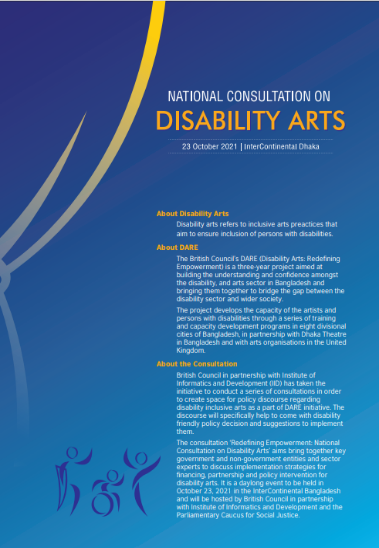 NATIONAL CONSULTATION ON
DISABILITY ARTS
23 October 2021 | InterContinental Dhaka
About Disability Arts
Disability arts refers to inclusive arts preactices that
aim to ensure inclusion of persons with disabilities.
About DARE
The British Council's DARE (Disability Arts: Redefining
Empowerment) is a three-year project aimed at
building the understanding and confidence amongst
the disability, and arts sector in Bangladesh and
bringing them together to bridge the gap between the
disability sector and wider society.
The project develops the capacity of the artists and
persons with disabilities through a series of training
and capacity development programs in eight divisional
cities of Bangladesh, in partnership with Dhaka Theatre
in Bangladesh and with arts organisations in the United
Kingdom.
About the Consultation
British Council in partnership with Institute of
Informatics and Development (IID) has taken the
initiative to conduct a series of consultations in order
to create space for policy discourse regarding
disability inclusive arts as a part of DARE initiative. The
discourse will specifically help to come with disability
friendly policy decision and suggestions to implement
them.
The consultation 'Redefining Empowerment: National
Consultation on Disability Arts' aims bring together key
government and non-government entities and sector
experts to discuss implementation strategies for
financing, partnership and policy intervention for
disability arts. It is a daylong event to be held in
October 23, 2021 in the InterContinental Bangladesh
and will be hosted by British Council in partnership
with Institute of Informatics and Development and the
Parliamentary Caucus for Social Justice.